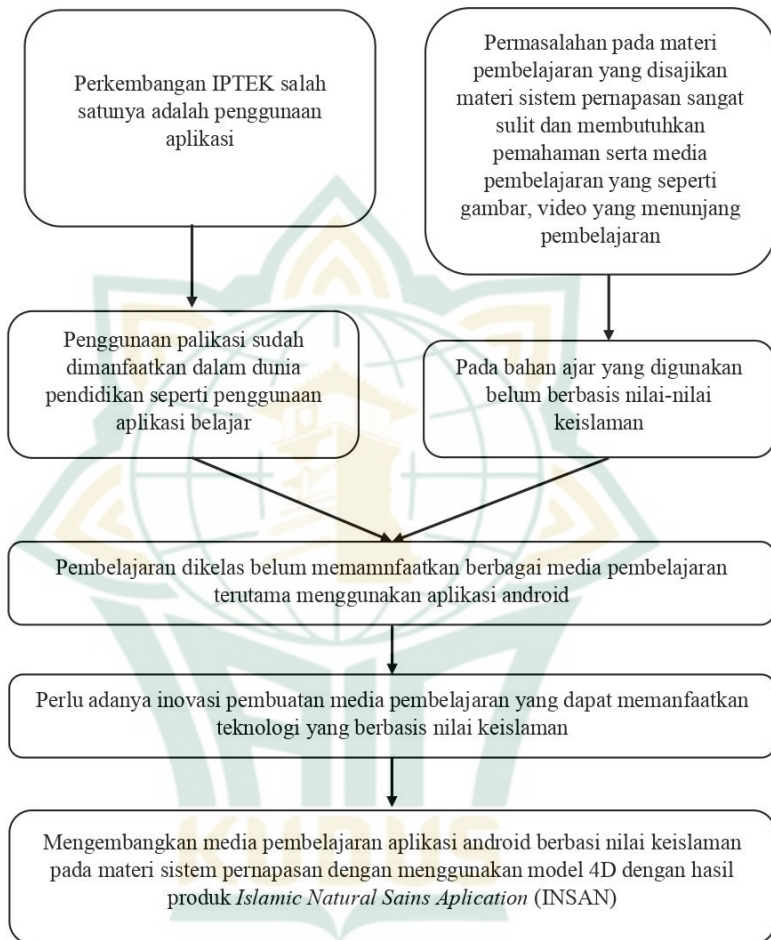 Perkembangan IPTEK salah
satunya adalah penggunaan
aplikasi
Permasalahan pada materi
pembelajaran yang disajikan
materi sistem pernapasan sangat
sulit dan membutuhkan
pemahaman serta media
pembelajaran yang seperti
gambar, video yang menunjang
pembelajaran
Penggunaan palikasi sudah
dimanfaatkan dalam dunia
pendidikan seperti penggunaan
aplikasi belajar
Pada bahan ajar yang digunakan
belum berbasis nilai-nilai
keislaman
Pembelajaran dikelas belum memamnfaatkan berbagai media pembelajaran
terutama menggunakan aplikasi android
Perlu adanya inovasi pembuatan media pembelajaran yang dapat memanfaatkan
teknologi yang berbasis nilai keislaman
Mengembangkan media pembelajaran aplikasi android berbasi nilai keislaman
pada materi sistem pernapasan dengan menggunakan model 4D dengan hasil
produk Islamic Natural Sains Aplication (INSAN)
IAIN
KUDUS